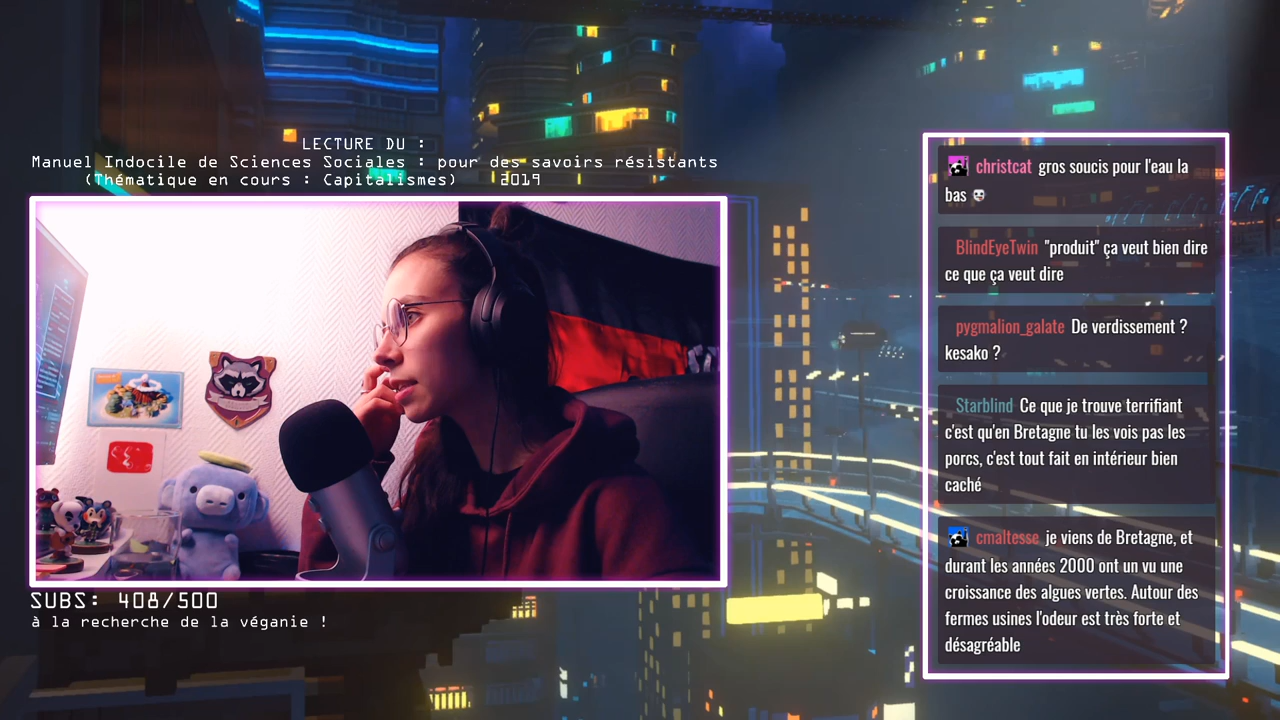 LECTURE DU :
Manuel Indocile de Sciences Sociales : pour des savoirs résistants
(Thématique en cours : Capitalismes) 2019
SUBS: 408/500
à la recherche de la véganie !
christcat gros soucis pour l'eau la
bas
BlindEyeTwin "produit" ça veut bien dire
ce que ça veut dire
pygmalion_galate De verdissement ?
kesako ?
Starblind Ce que je trouve terrifiant
c'est qu'en Bretagne tu les vois pas les
porcs, c'est tout fait en intérieur bien
caché
cmaltesse je viens de Bretagne, et
durant les années 2000 ont un vu une
croissance des algues vertes. Autour des
fermes usines l'odeur est très forte et
désagréable